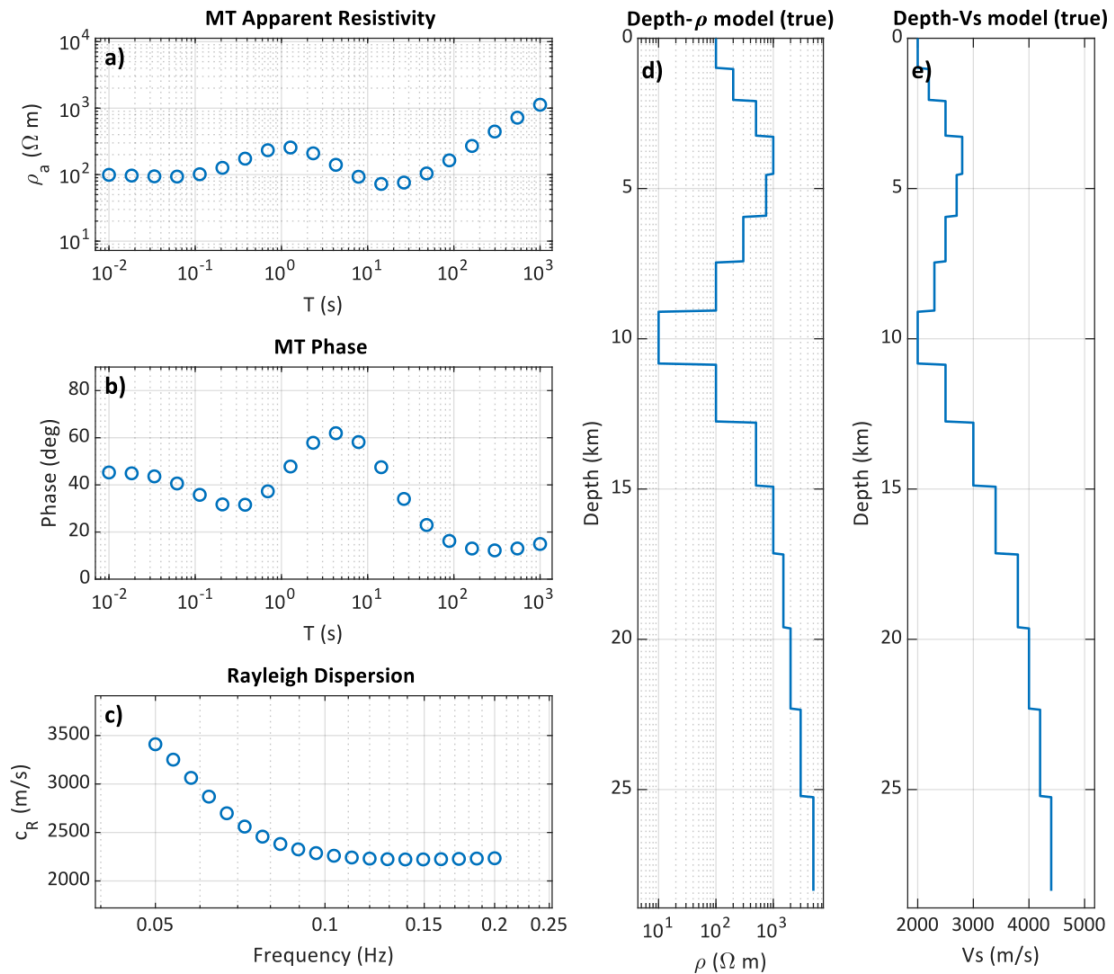 MT Apparent Resistivity
a)
10^4
10^3
10^2
10^1
ρ_a (Ω m)
10^-2 10^-1 10^0 10^1 10^2 10^3
T (s)
MT Phase
b)
80
60
40
20
0
Phase (deg)
10^-2 10^-1 10^0 10^1 10^2 10^3
T (s)
Rayleigh Dispersion
c)
3500
3000
2500
2000
c_R (m/s)
0.05 0.1 0.15 0.2 0.25
Frequency (Hz)
Depth-ρ model (true)
d)
0
5
10
15
20
25
Depth (km)
10^1 10^2 10^3
ρ (Ω m)
Depth-Vs model (true)
e)
0
5
10
15
20
25
Depth (km)
2000 3000 4000 5000
Vs (m/s)